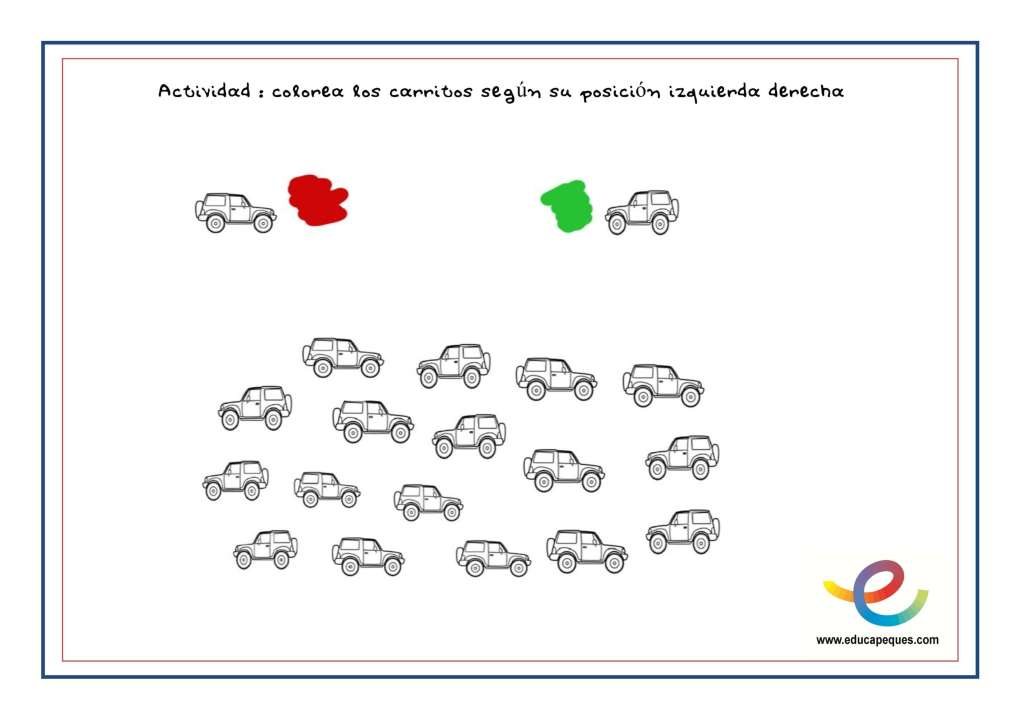 Actividad : colorea los carritos según su posición izquierda derecha
www.educapeques.com